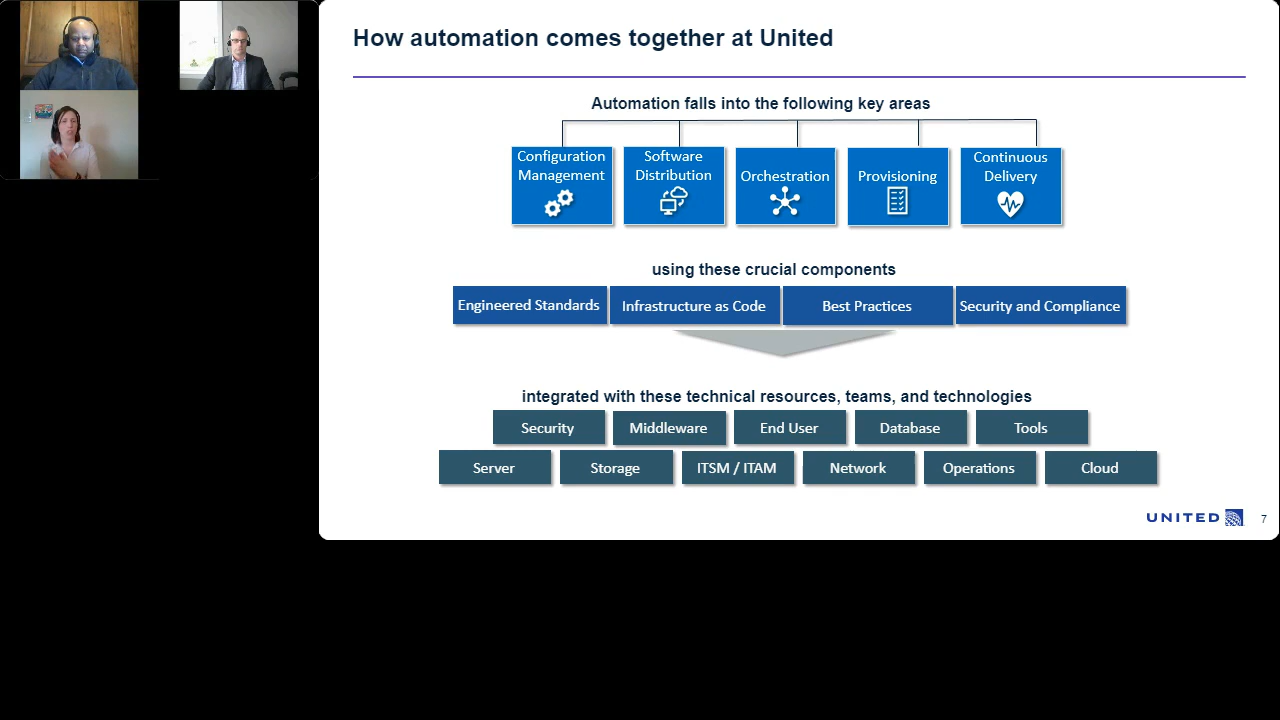 How automation comes together at United
Automation falls into the following key areas
Configuration
Management
Software
Distribution
Orchestration
Provisioning
Continuous
Delivery
using these crucial components
Engineered Standards
Infrastructure as Code
Best Practices
Security and Compliance
integrated with these technical resources, teams, and technologies
Security
Middleware
End User
Database
Tools
Server
Storage
ITSM / ITAM
Network
Operations
Cloud
UNITED
7